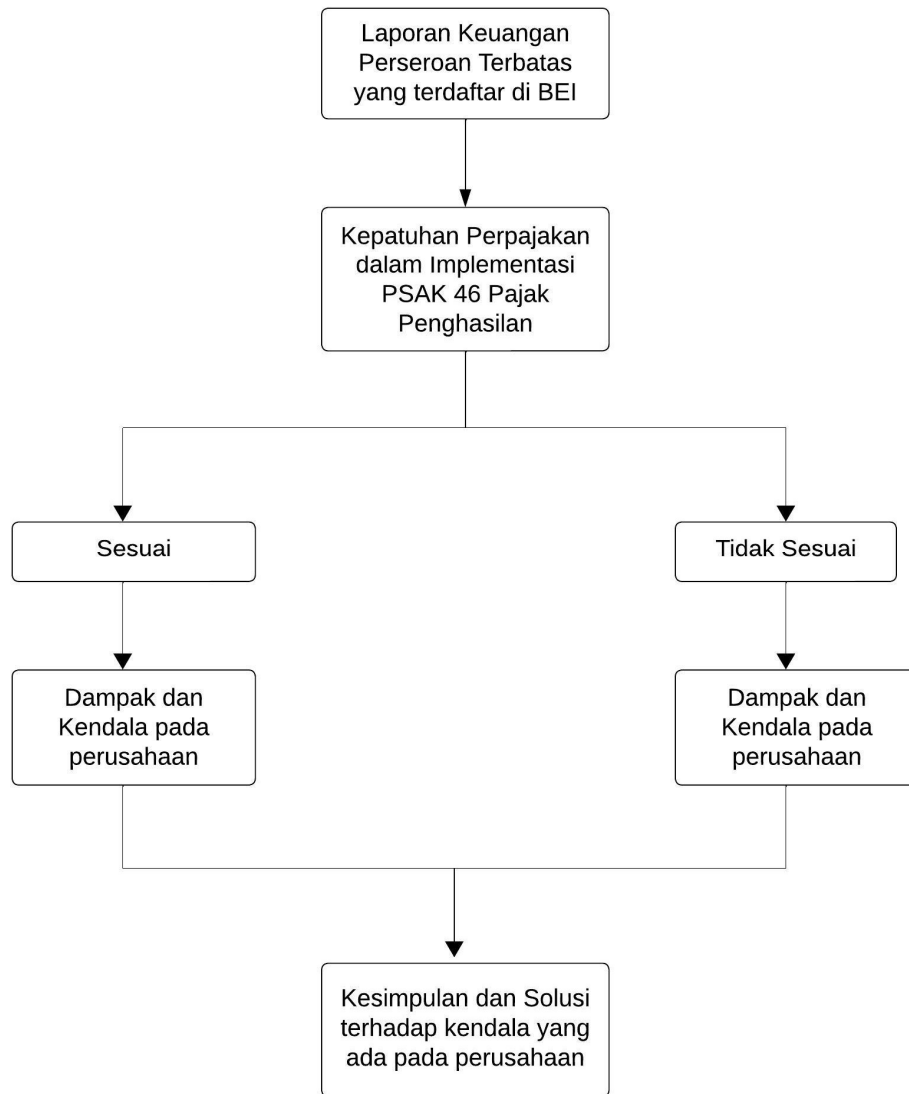 Laporan Keuangan
Perseroan Terbatas
yang terdaftar di BEI
Kepatuhan Perpajakan
dalam Implementasi
PSAK 46 Pajak
Penghasilan
Sesuai
Tidak Sesuai
Dampak dan
Kendala pada
perusahaan
Dampak dan
Kendala pada
perusahaan
Kesimpulan dan Solusi
terhadap kendala yang
ada pada perusahaan